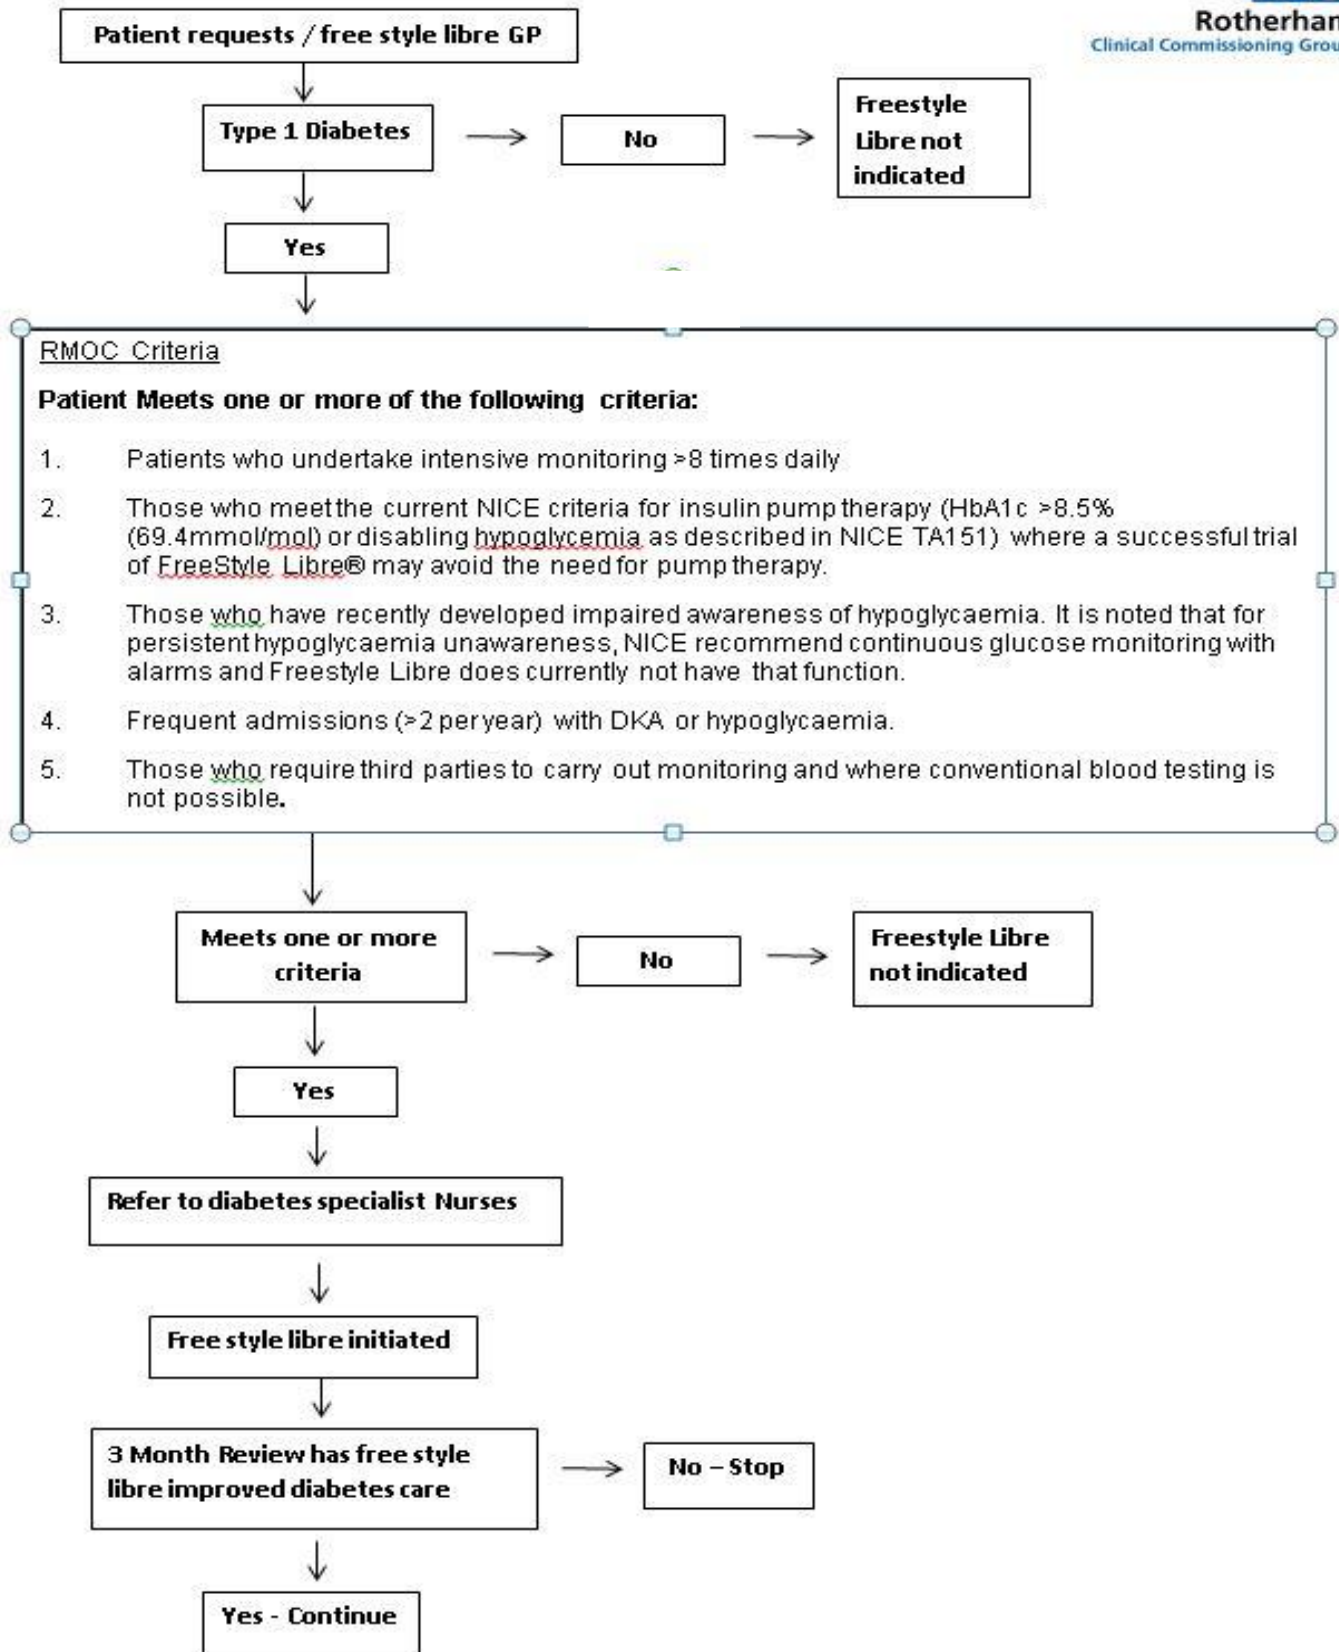 Rotherham
Clinical Commissioning Grou
Patient requests / free style libre GP
Type 1 Diabetes
No
Freestyle
Libre not
indicated
Yes
RMOC Criteria
Patient Meets one or more of the following criteria:
1. Patients who undertake intensive monitoring >8 times daily
2. Those who meet the current NICE criteria for insulin pump therapy (HbA1c >8.5%
(69.4mmol/mol) or disabling hypoglycemia as described in NICE TA151) where a successful trial
of FreeStyle Libre® may avoid the need for pump therapy.
3. Those who have recently developed impaired awareness of hypoglycaemia. It is noted that for
persistent hypoglycaemia unawareness, NICE recommend continuous glucose monitoring with
alarms and Freestyle Libre does currently not have that function.
4. Frequent admissions (>2 per year) with DKA or hypoglycaemia.
5. Those who require third parties to carry out monitoring and where conventional blood testing is
not possible.
Meets one or more
criteria
No
Freestyle Libre
not indicated
Yes
Refer to diabetes specialist Nurses
Free style libre initiated
3 Month Review has free style
libre improved diabetes care
No – Stop
Yes - Continue